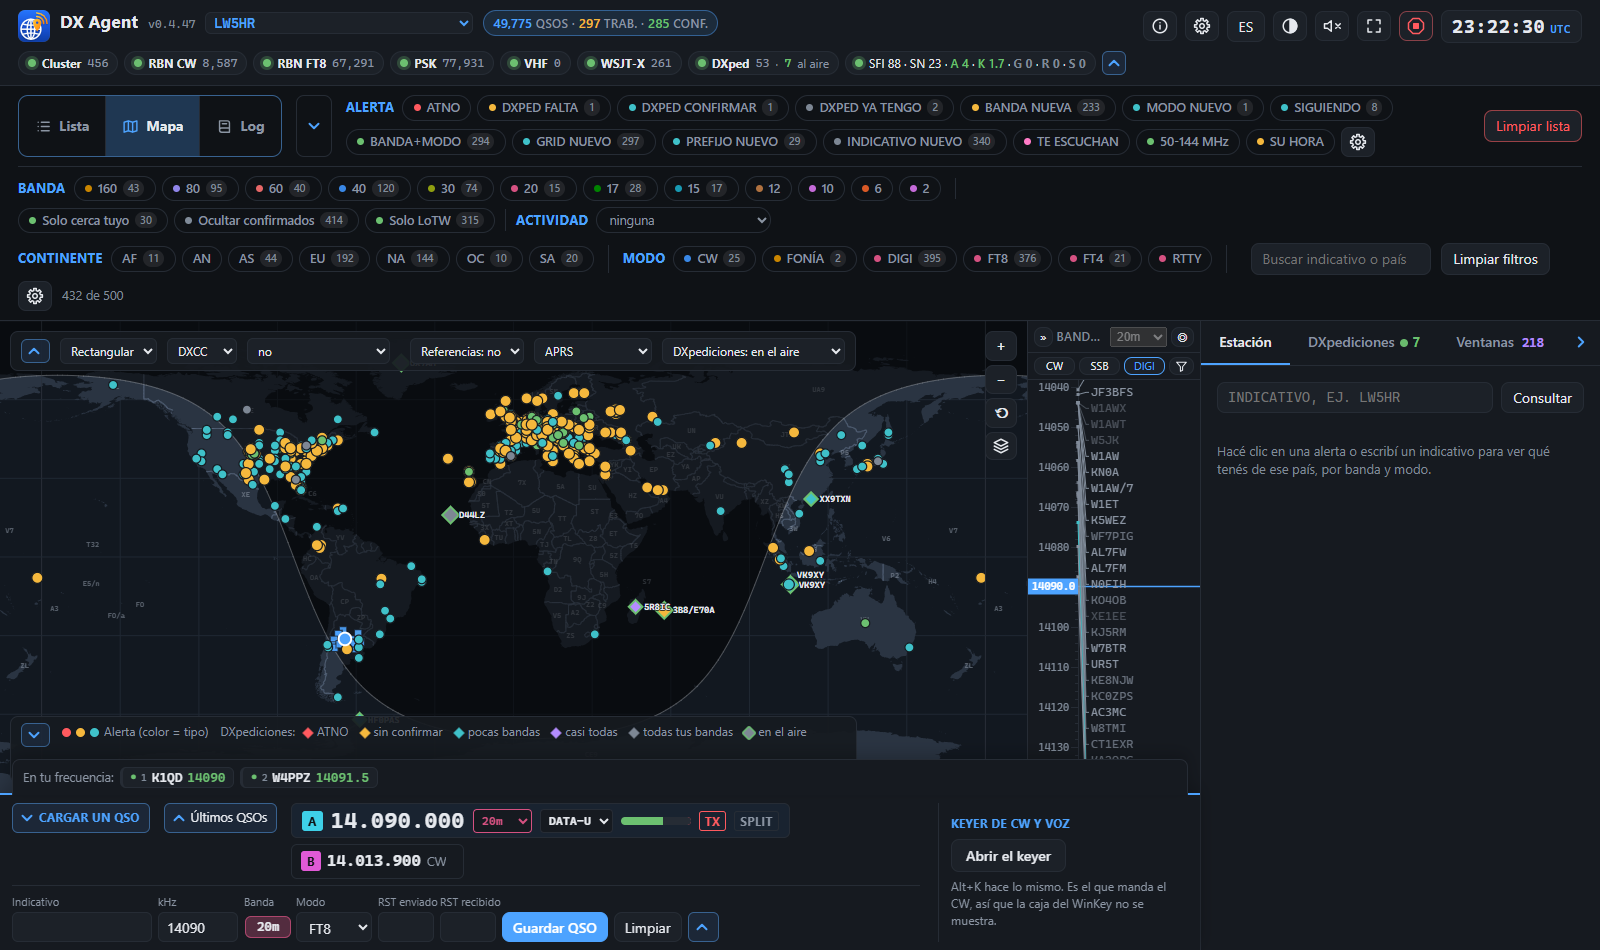 DX Agent v0.4.47 LW5HR 49,775 QSOS · 297 TRAB. · 285 CONF. ES 23:22:30 UTC
Cluster 456 RBN CW 8,587 RBN FT8 67,291 PSK 77,931 VHF 0 WSJT-X 261 DXped 53 · 7 al aire SFI 88 · SN 23 · A 4 · K 1.7 · G 0 · R 0 · S 0
Lista Mapa Log
ALERTA ATNO DXPED FALTA 1 DXPED CONFIRMAR 1 DXPED YA TENGO 2 BANDA NUEVA 233 MODO NUEVO 1 SIGUIENDO 8
BANDA+MODO 294 GRID NUEVO 297 PREFIJO NUEVO 29 INDICATIVO NUEVO 340 TE ESCUCHAN 50-144 MHz SU HORA
Limpiar lista
BANDA 160 43 80 95 60 40 40 120 30 74 20 15 17 28 15 17 12 10 6 2
Solo cerca tuyo 30 Ocultar confirmados 414 Solo LoTW 315 ACTIVIDAD ninguna
CONTINENTE AF 11 AN AS 44 EU 192 NA 144 OC 10 SA 20 MODO CW 25 FONÍA 2 DIGI 395 FT8 376 FT4 21 RTTY Buscar indicativo o país Limpiar filtros
432 de 500
Rectangular DXCC no Referencias: no APRS DXpediciones: en el aire
+
−
XE
V7
T32
E5/n
A3
FO/a
FO
ZL
D44LZ
5R8IC
3B8/E70A
XX9TXN
VK9XY
VK9XY
V6
V7
P2
H4
A3
ZL
Alerta (color = tipo) DXpediciones: ATNO sin confirmar pocas bandas casi todas todas tus bandas en el aire
» BAND... 20m
CW SSB DIGI
14040
14050
14060
14070
14080
14090.0
14100
14110
14120
14130
JF3BFS
W1AWX
W1AWT
W5JK
W1AW
KN0A
W1AW/7
W1ET
K5WEZ
WF7PIG
AL7FW
AL7FM
N0FIH
KO4OB
XE1EE
KJ5RM
W7BTR
UR5T
KE8NJW
KC0ZPS
AC3MC
W8TMI
CT1EXR
Estación DXpediciones 7 Ventanas 218
INDICATIVO, EJ. LW5HR Consultar
Hacé clic en una alerta o escribí un indicativo para ver qué
tenés de ese país, por banda y modo.
En tu frecuencia: 1 K1QD 14090 2 W4PPZ 14091.5
CARGAR UN QSO Últimos QSOs A 14.090.000 20m DATA-U TX SPLIT
B 14.013.900 CW
KEYER DE CW Y VOZ
Abrir el keyer
Alt+K hace lo mismo. Es el que manda el
CW, así que la caja del WinKey no se
muestra.
Indicativo kHz Banda Modo RST enviado RST recibido
14090 20m FT8 Guardar QSO Limpiar